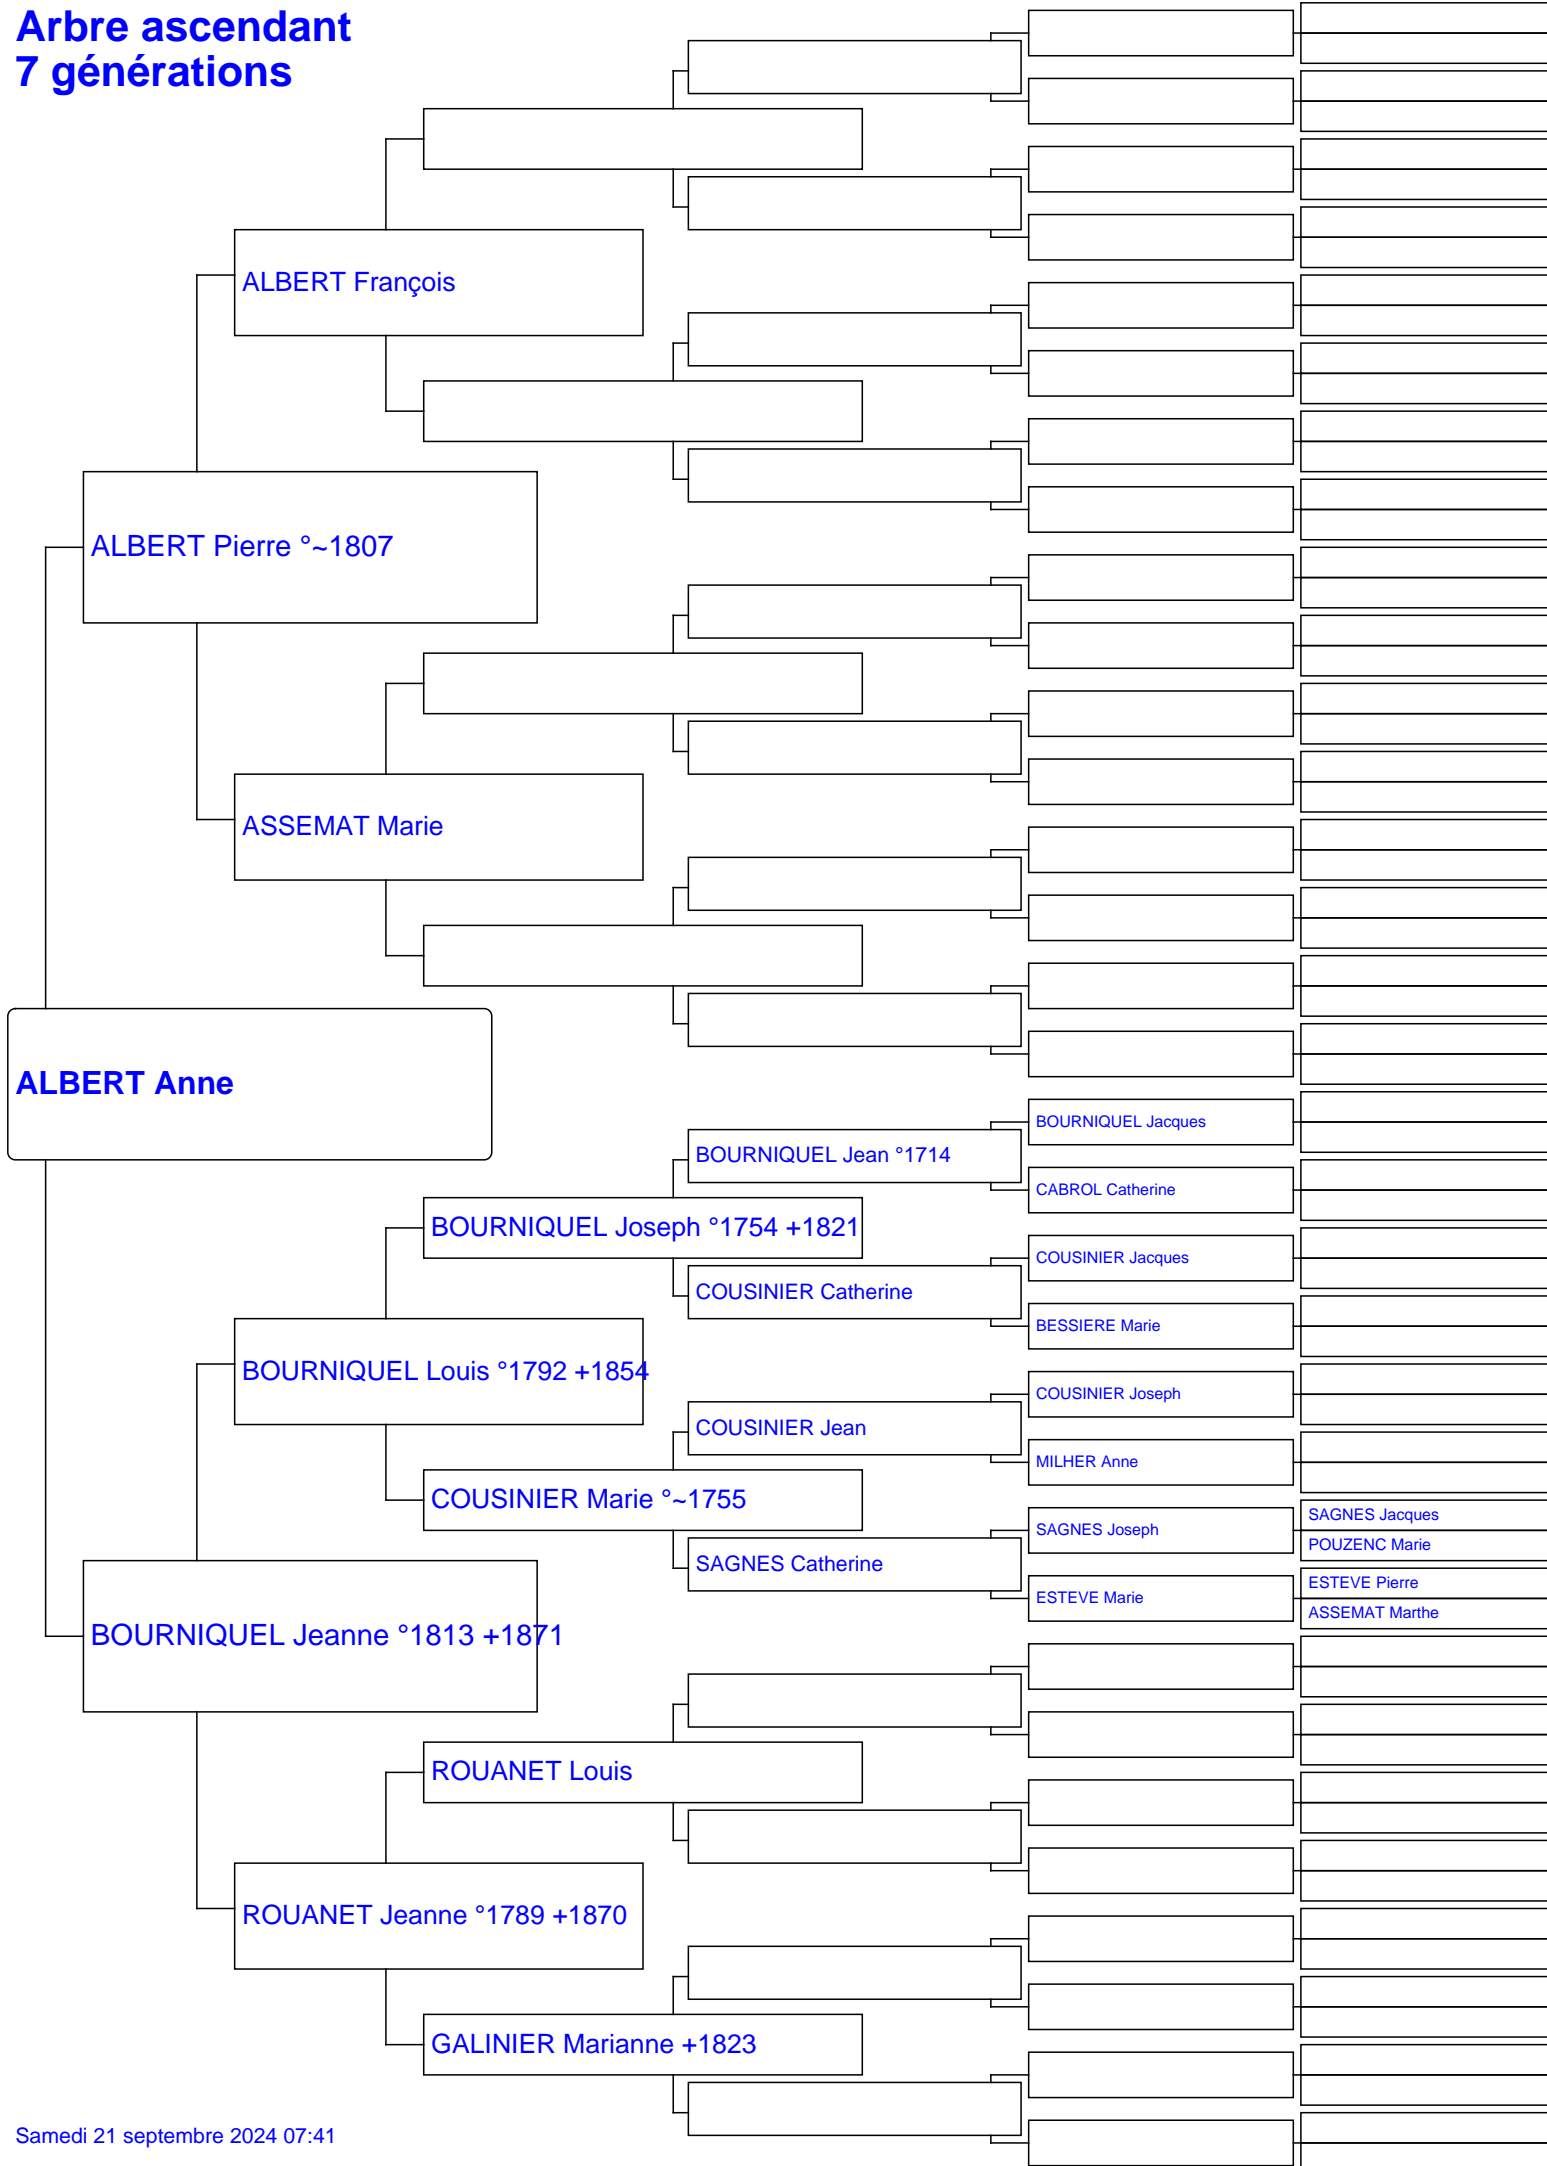 Arbre ascendant
7 générations
ALBERT François
ALBERT Pierre °~1807
ASSEMAT Marie
ALBERT Anne
BOURNIQUEL Jacques
BOURNIQUEL Jean °1714
CABROL Catherine
BOURNIQUEL Joseph °1754 +1821
COUSINIER Jacques
COUSINIER Catherine
BESSIERE Marie
BOURNIQUEL Louis °1792 +1854
COUSINIER Joseph
COUSINIER Jean
MILHER Anne
COUSINIER Marie °~1755
SAGNES Jacques
SAGNES Joseph
POUZENC Marie
SAGNES Catherine
ESTEVE Pierre
ESTEVE Marie
ASSEMAT Marthe
BOURNIQUEL Jeanne °1813 +1871
ROUANET Louis
ROUANET Jeanne °1789 +1870
GALINIER Marianne +1823
Samedi 21 septembre 2024 07:41